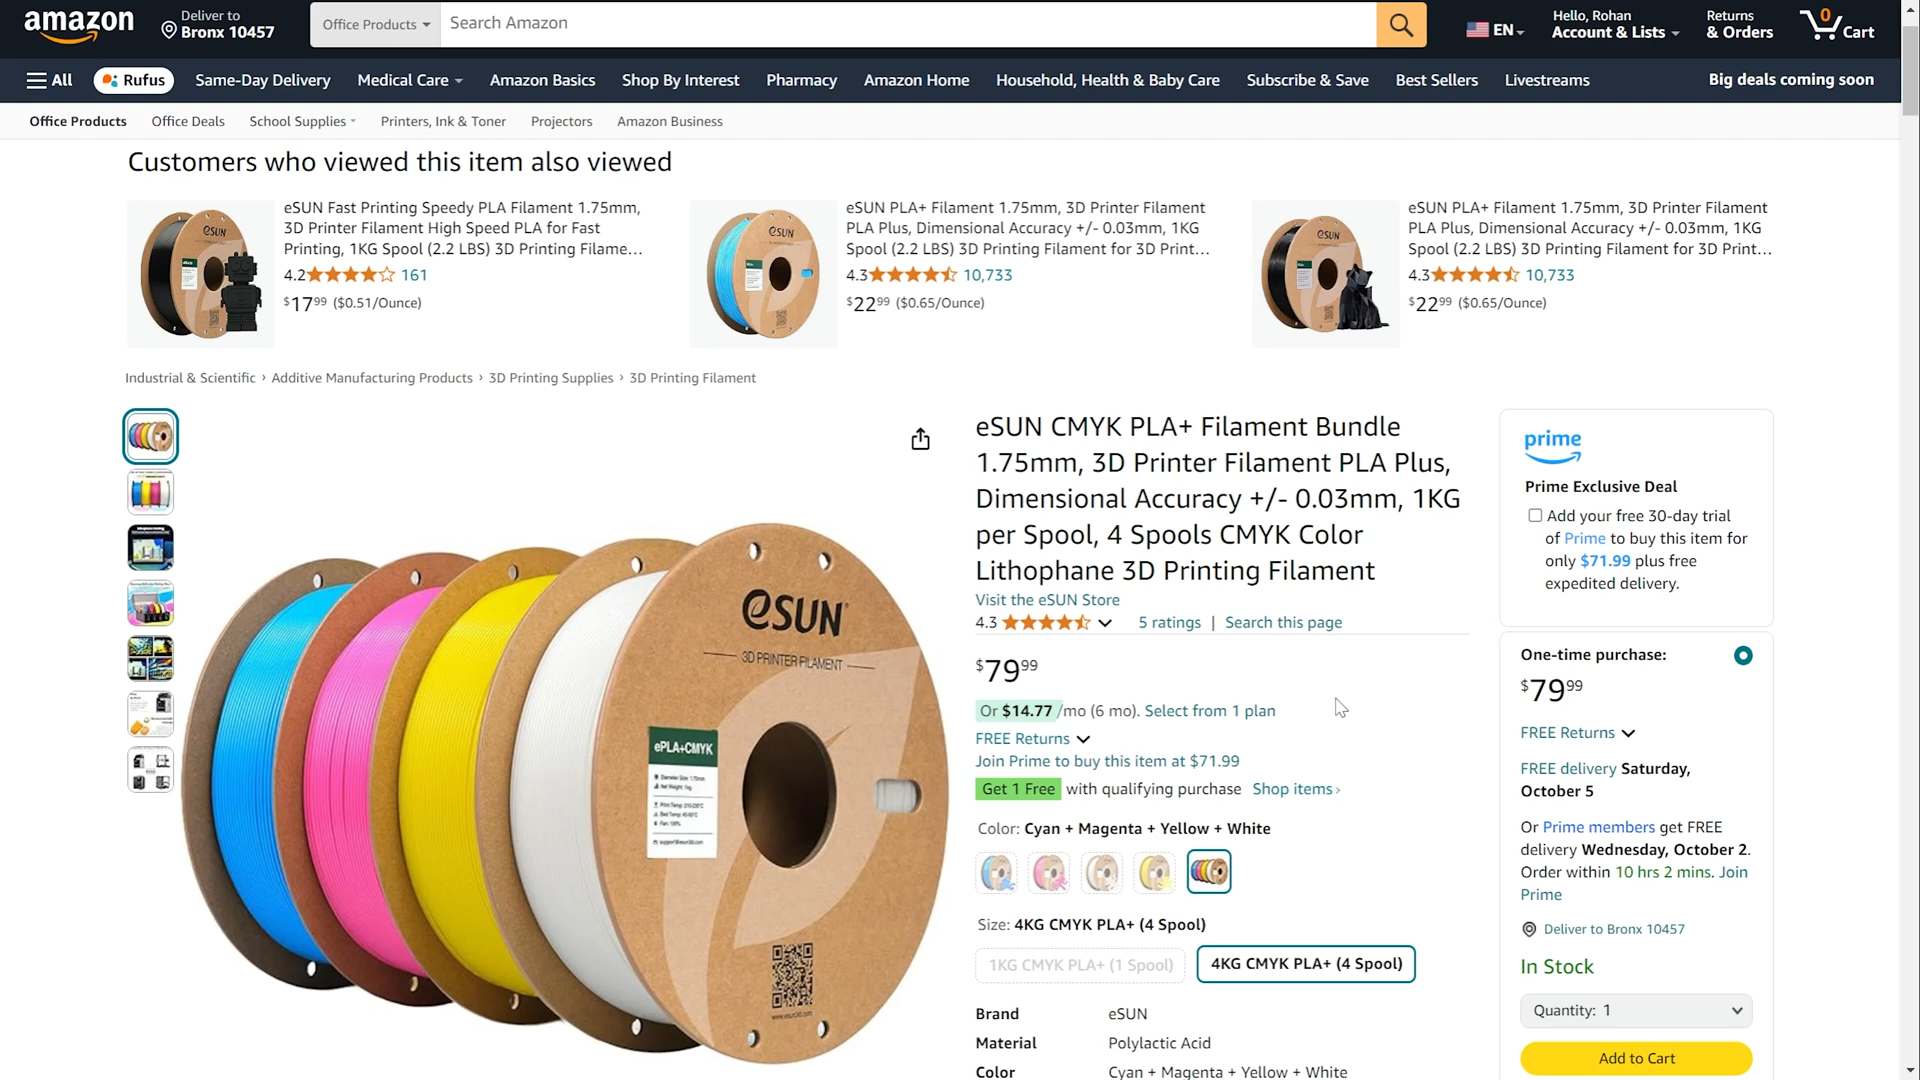 amazon
Deliver to
Bronx 10457
Office Products
Search Amazon
EN
Hello, Rohan
Account & Lists
Returns
& Orders
0
Cart
All
Rufus
Same-Day Delivery
Medical Care
Amazon Basics
Shop By Interest
Pharmacy
Amazon Home
Household, Health & Baby Care
Subscribe & Save
Best Sellers
Livestreams
Big deals coming soon
Office Products
Office Deals
School Supplies
Printers, Ink & Toner
Projectors
Amazon Business
Customers who viewed this item also viewed
eSUN Fast Printing Speedy PLA Filament 1.75mm,
3D Printer Filament High Speed PLA for Fast
Printing, 1KG Spool (2.2 LBS) 3D Printing Filame…
4.2 161
$17.99 ($0.51/Ounce)
eSUN PLA+ Filament 1.75mm, 3D Printer Filament
PLA Plus, Dimensional Accuracy +/- 0.03mm, 1KG
Spool (2.2 LBS) 3D Printing Filament for 3D Print…
4.3 10,733
$22.99 ($0.65/Ounce)
eSUN PLA+ Filament 1.75mm, 3D Printer Filament
PLA Plus, Dimensional Accuracy +/- 0.03mm, 1KG
Spool (2.2 LBS) 3D Printing Filament for 3D Print…
4.3 10,733
$22.99 ($0.65/Ounce)
Industrial & Scientific › Additive Manufacturing Products › 3D Printing Supplies › 3D Printing Filament
eSUN
3D PRINTER FILAMENT
ePLA+CMYK
eSUN CMYK PLA+ Filament Bundle
1.75mm, 3D Printer Filament PLA Plus,
Dimensional Accuracy +/- 0.03mm, 1KG
per Spool, 4 Spools CMYK Color
Lithophane 3D Printing Filament
Visit the eSUN Store
4.3 5 ratings | Search this page
$79.99
Or $14.77 /mo (6 mo). Select from 1 plan
FREE Returns
Join Prime to buy this item at $71.99
Get 1 Free with qualifying purchase Shop items ›
Color: Cyan + Magenta + Yellow + White
Size: 4KG CMYK PLA+ (4 Spool)
1KG CMYK PLA+ (1 Spool)
4KG CMYK PLA+ (4 Spool)
Brand eSUN
Material Polylactic Acid
Color Cyan + Magenta + Yellow + White
prime
Prime Exclusive Deal
Add your free 30-day trial
of Prime to buy this item for
only $71.99 plus free
expedited delivery.
One-time purchase:
$79.99
FREE Returns
FREE delivery Saturday,
October 5
Or Prime members get FREE
delivery Wednesday, October 2.
Order within 10 hrs 2 mins. Join
Prime
Deliver to Bronx 10457
In Stock
Quantity: 1
Add to Cart